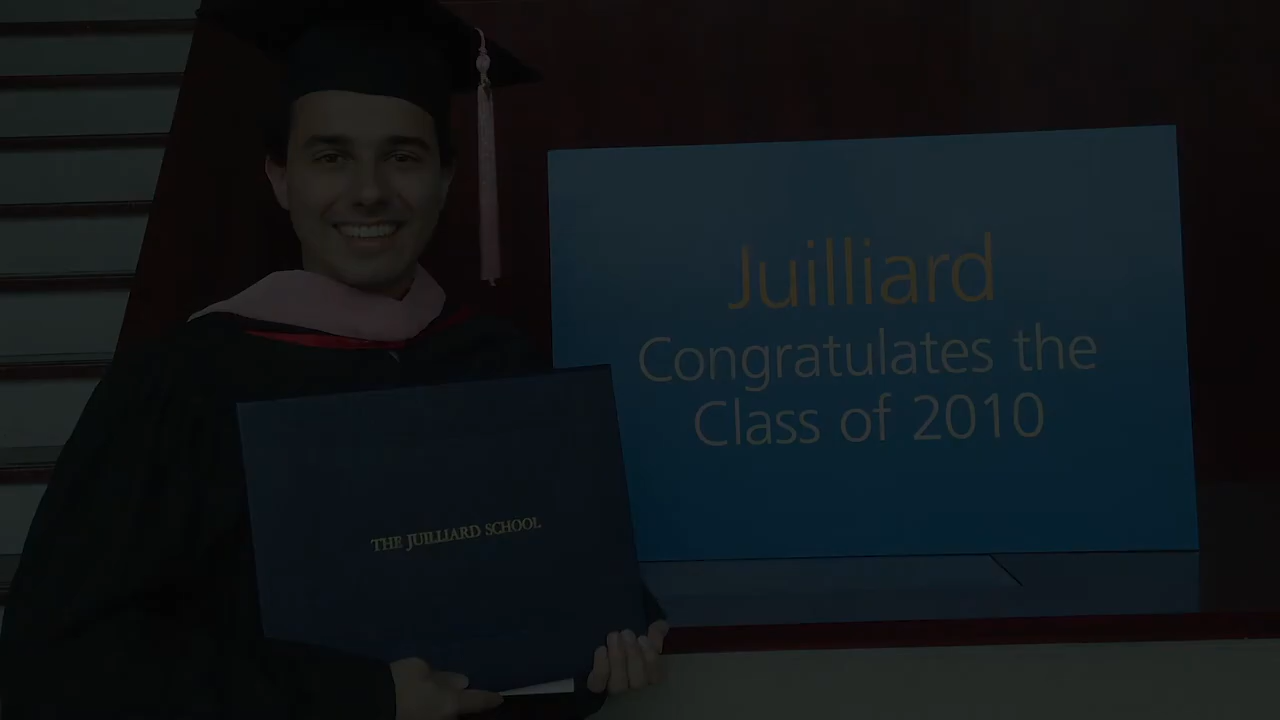 Juilliard
Congratulates the
Class of 2010
THE JUILLIARD SCHOOL